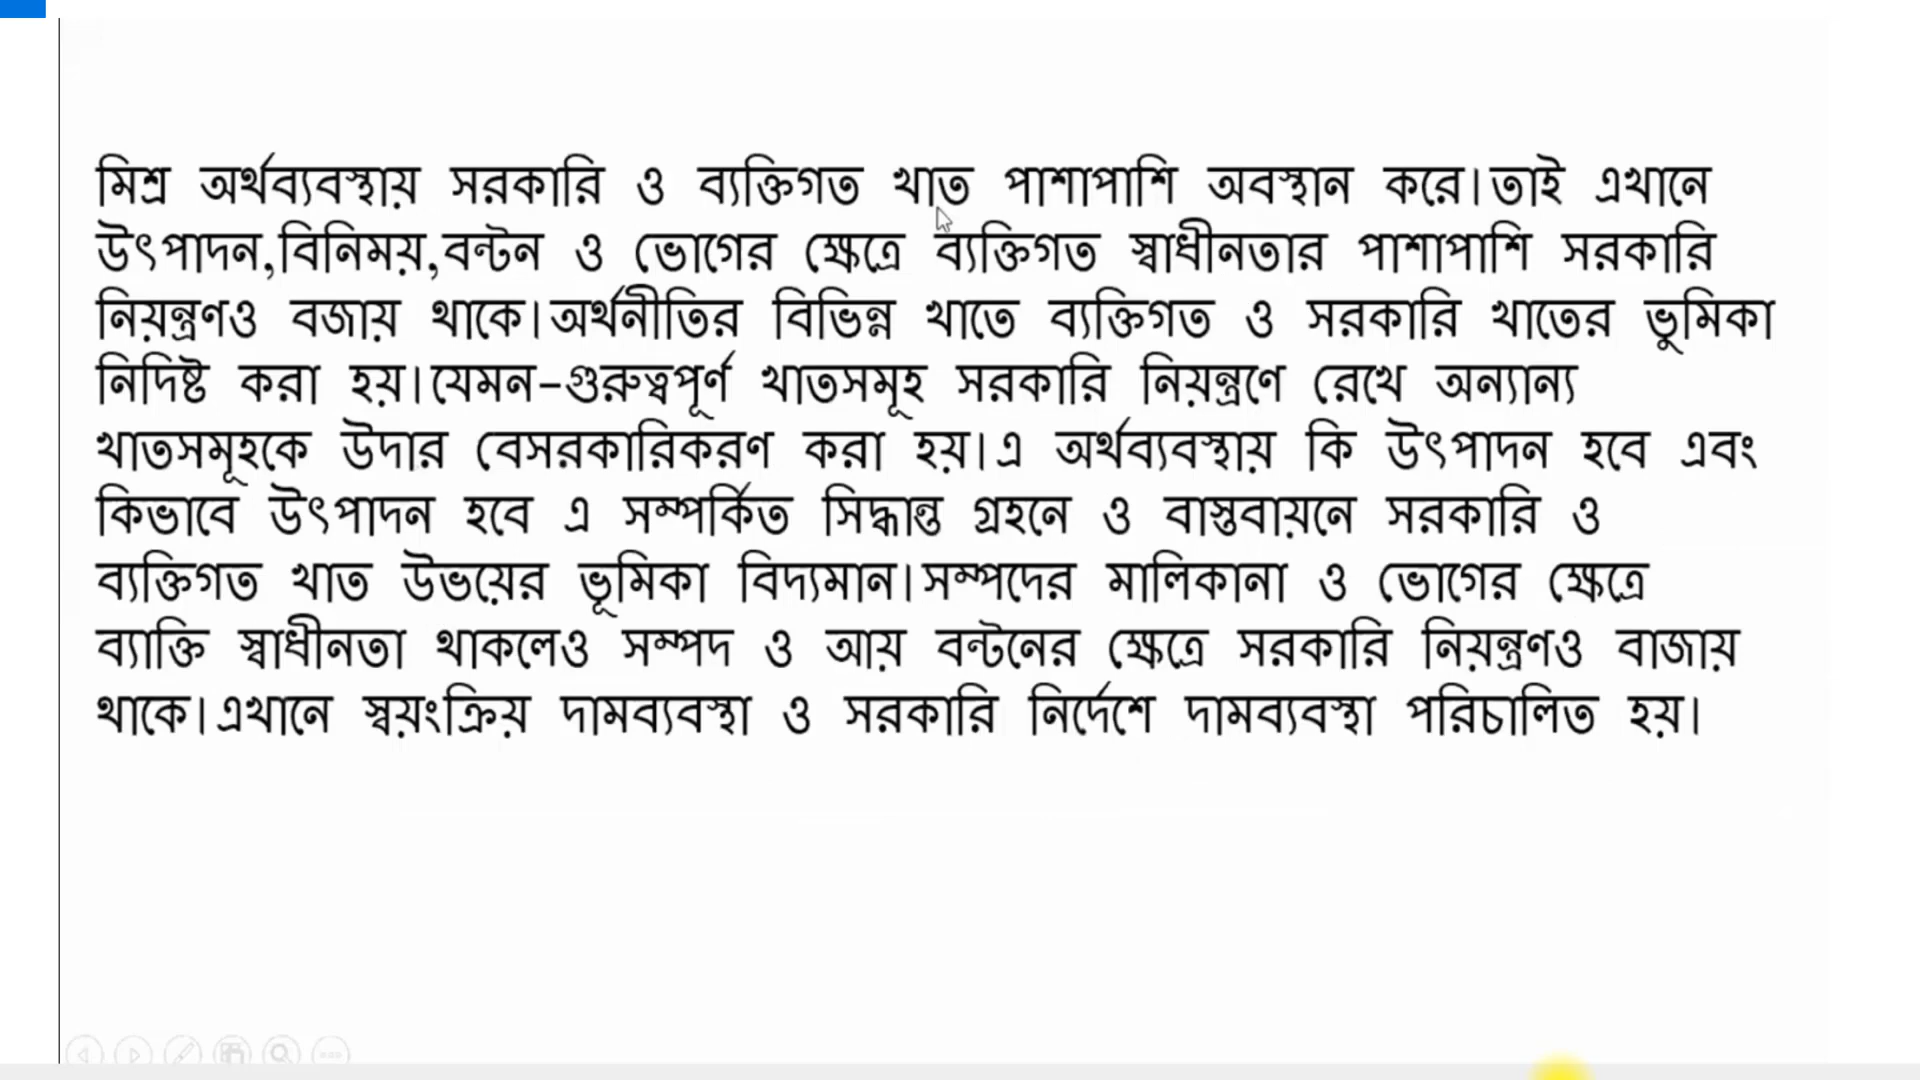 মিশ্র অর্থব্যবস্থায় সরকারি ও ব্যক্তিগত খাত পাশাপাশি অবস্থান করে।তাই এখানে
উৎপাদন,বিনিময়,বন্টন ও ভোগের ক্ষেত্রে ব্যক্তিগত স্বাধীনতার পাশাপাশি সরকারি
নিয়ন্ত্রণও বজায় থাকে।অর্থনীতির বিভিন্ন খাতে ব্যক্তিগত ও সরকারি খাতের ভুমিকা
নিদিষ্ট করা হয়।যেমন-গুরুত্বপূর্ণ খাতসমূহ সরকারি নিয়ন্ত্রণে রেখে অন্যান্য
খাতসমূহকে উদার বেসরকারিকরণ করা হয়।এ অর্থব্যবস্থায় কি উৎপাদন হবে এবং
কিভাবে উৎপাদন হবে এ সম্পর্কিত সিদ্ধান্ত গ্রহনে ও বাস্তবায়নে সরকারি ও
ব্যক্তিগত খাত উভয়ের ভূমিকা বিদ্যমান।সম্পদের মালিকানা ও ভোগের ক্ষেত্রে
ব্যাক্তি স্বাধীনতা থাকলেও সম্পদ ও আয় বন্টনের ক্ষেত্রে সরকারি নিয়ন্ত্রণও বাজায়
থাকে।এখানে স্বয়ংক্রিয় দামব্যবস্থা ও সরকারি নির্দেশে দামব্যবস্থা পরিচালিত হয়।